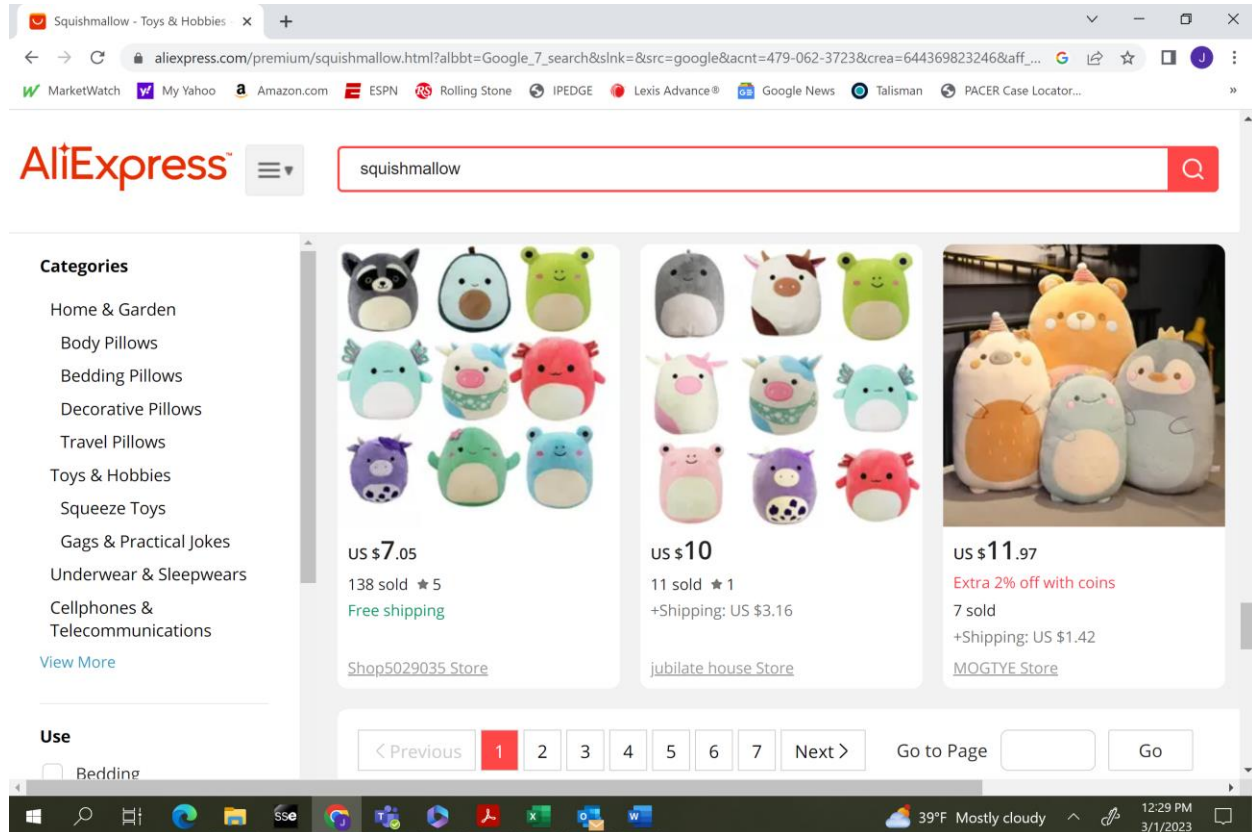 Squishmallow - Toys & Hobbies
aliexpress.com/premium/squishmallow.html?albbt=Google_7_search&slnk=&src=google&acnt=479-062-3723&crea=644369823246&aff_...
MarketWatch My Yahoo Amazon.com ESPN Rolling Stone IPEDGE Lexis Advance® Google News Talisman PACER Case Locator...
AliExpress™
squishmallow
Categories
Home & Garden
Body Pillows
Bedding Pillows
Decorative Pillows
Travel Pillows
Toys & Hobbies
Squeeze Toys
Gags & Practical Jokes
Underwear & Sleepwears
Cellphones &
Telecommunications
View More
Use
Bedding
US $7.05
138 sold ★ 5
Free shipping
Shop5029035 Store
US $10
11 sold ★ 1
+Shipping: US $3.16
jubilate house Store
US $11.97
Extra 2% off with coins
7 sold
+Shipping: US $1.42
MOGTYE Store
< Previous 1 2 3 4 5 6 7 Next > Go to Page Go
sse
39°F Mostly cloudy
12:29 PM
3/1/2023